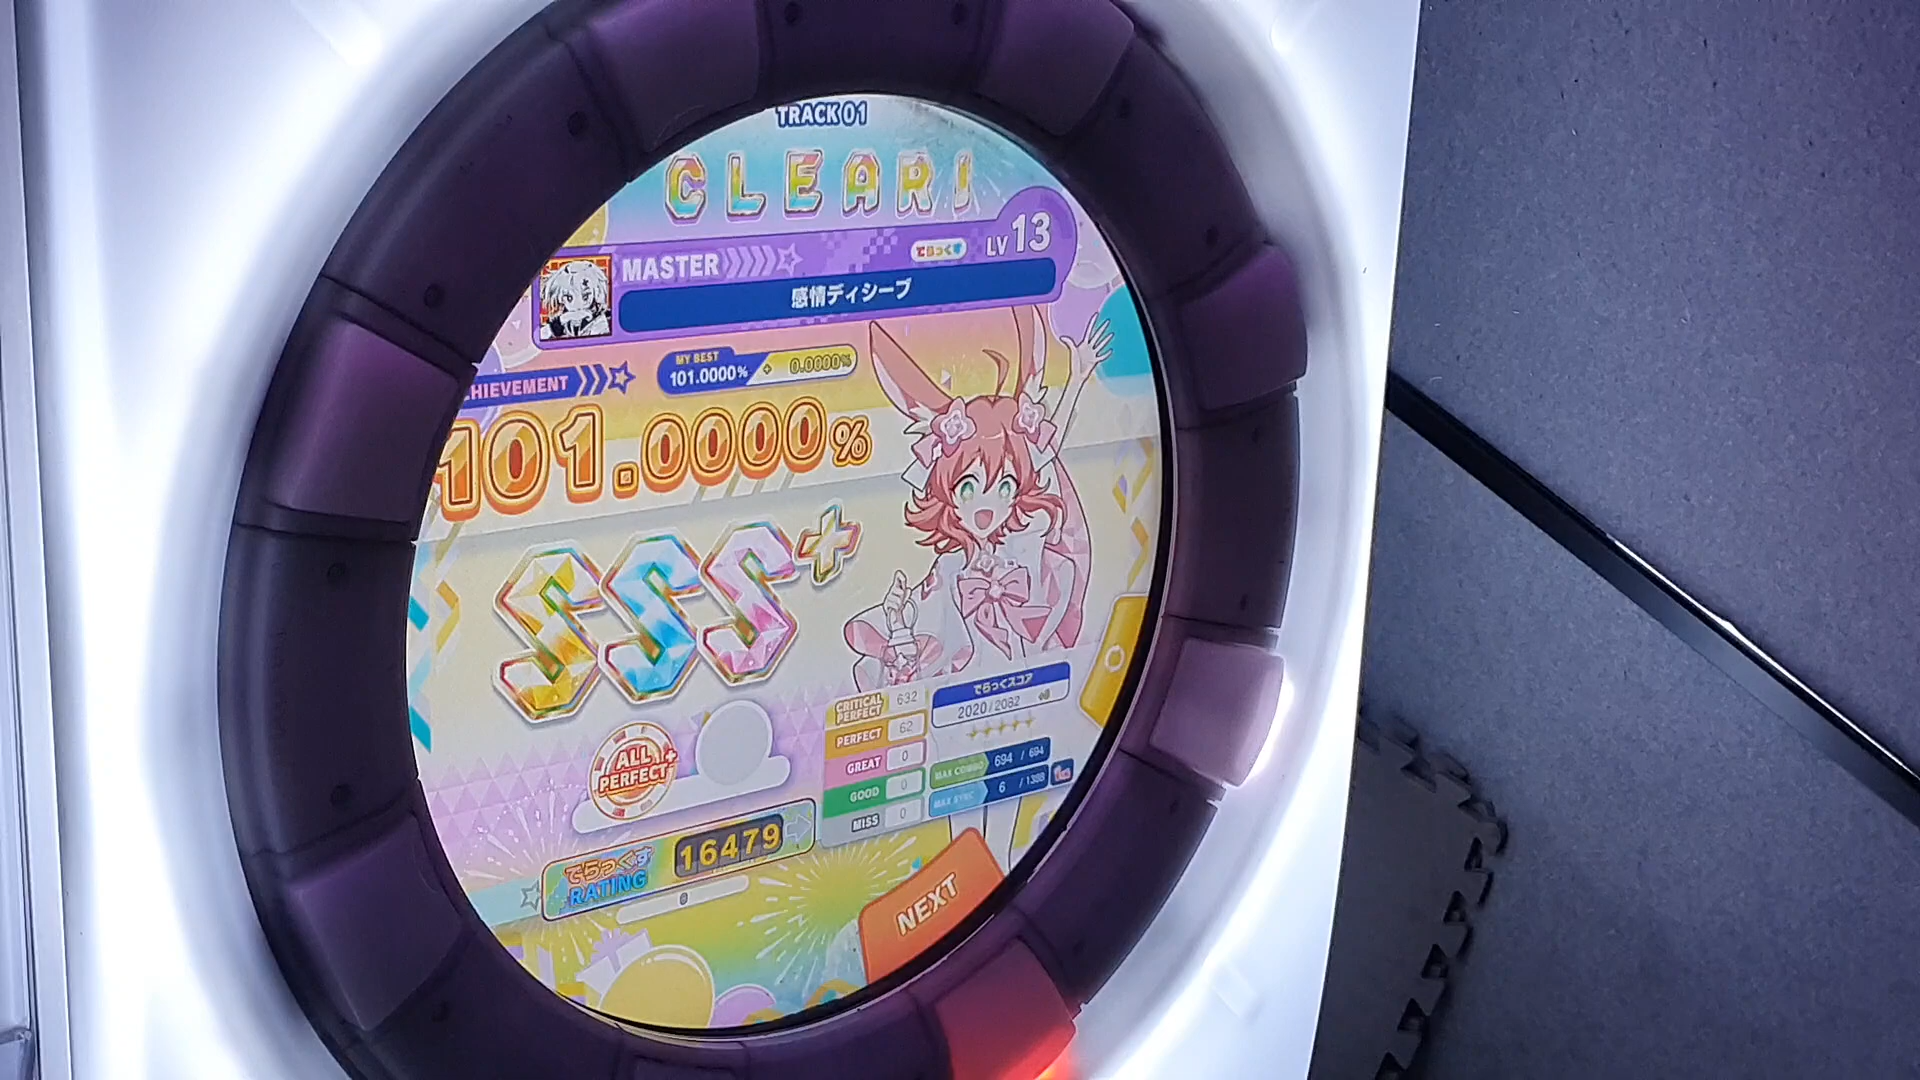 TRACK 01
CLEAR!
MASTER
でらっくす
LV 13
感情ディシーブ
HIEVEMENT
MY BEST
101.0000% + 0.0000%
101.0000%
SSS+
CRITICAL PERFECT 632
PERFECT 62
GREAT 0
GOOD 0
MISS 0
でらっくスコア
2020/2082
MAX COMBO 694 / 694
MAX SYNC 6 / 1388
ALL PERFECT+
でらっくす RATING 16479
0
NEXT